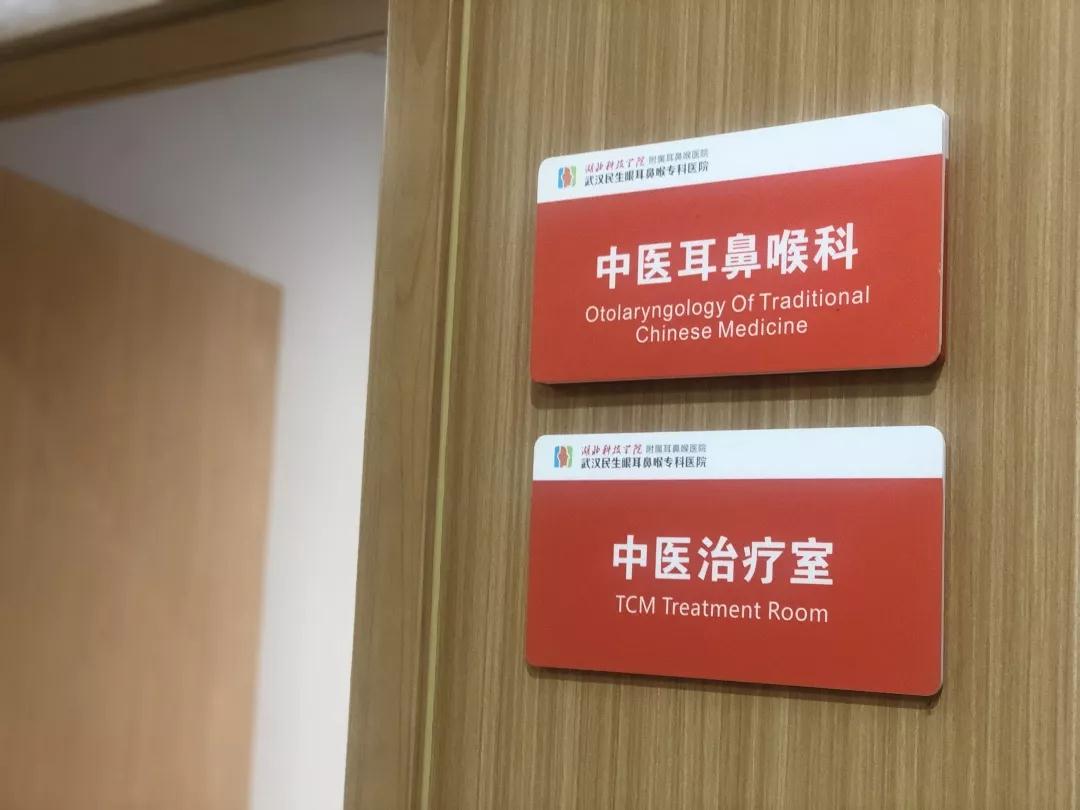 湖北科技学院 附属耳鼻喉医院
武汉民生眼耳鼻喉专科医院
中医耳鼻喉科
Otolaryngology Of Traditional
Chinese Medicine
湖北科技学院 附属耳鼻喉医院
武汉民生眼耳鼻喉专科医院
中医治疗室
TCM Treatment Room